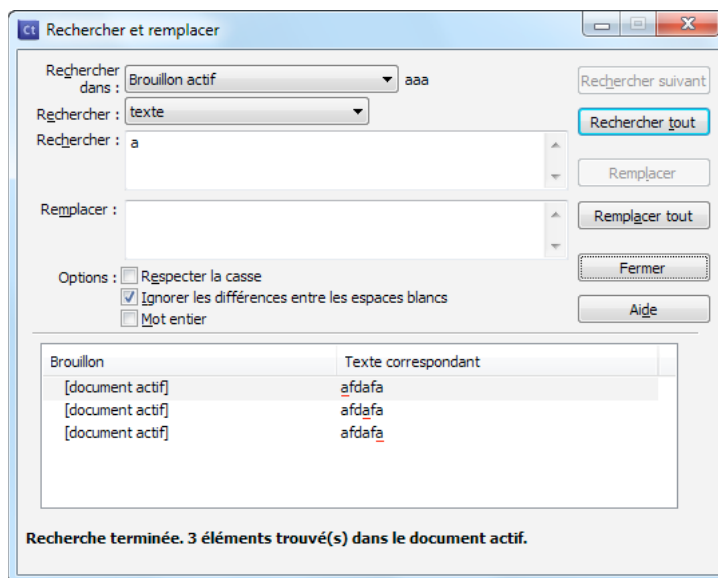 Ct Rechercher et remplacer
Rechercher dans : Brouillon actif aaa
Rechercher suivant
Rechercher : texte
Rechercher tout
Rechercher : a
Remplacer
Remplacer :
Remplacer tout
Fermer
Options : Respecter la casse
Ignorer les différences entre les espaces blancs
Aide
Mot entier
Brouillon Texte correspondant
[document actif] afdafa
[document actif] afdafa
[document actif] afdafa
Recherche terminée. 3 éléments trouvé(s) dans le document actif.